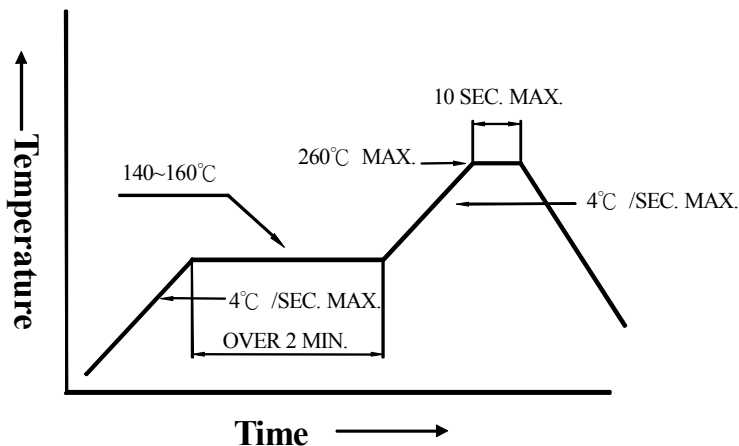 10 SEC. MAX.
260℃ MAX.
140~160℃
4℃ /SEC. MAX.
4℃ /SEC. MAX.
OVER 2 MIN.
Temperature
Time